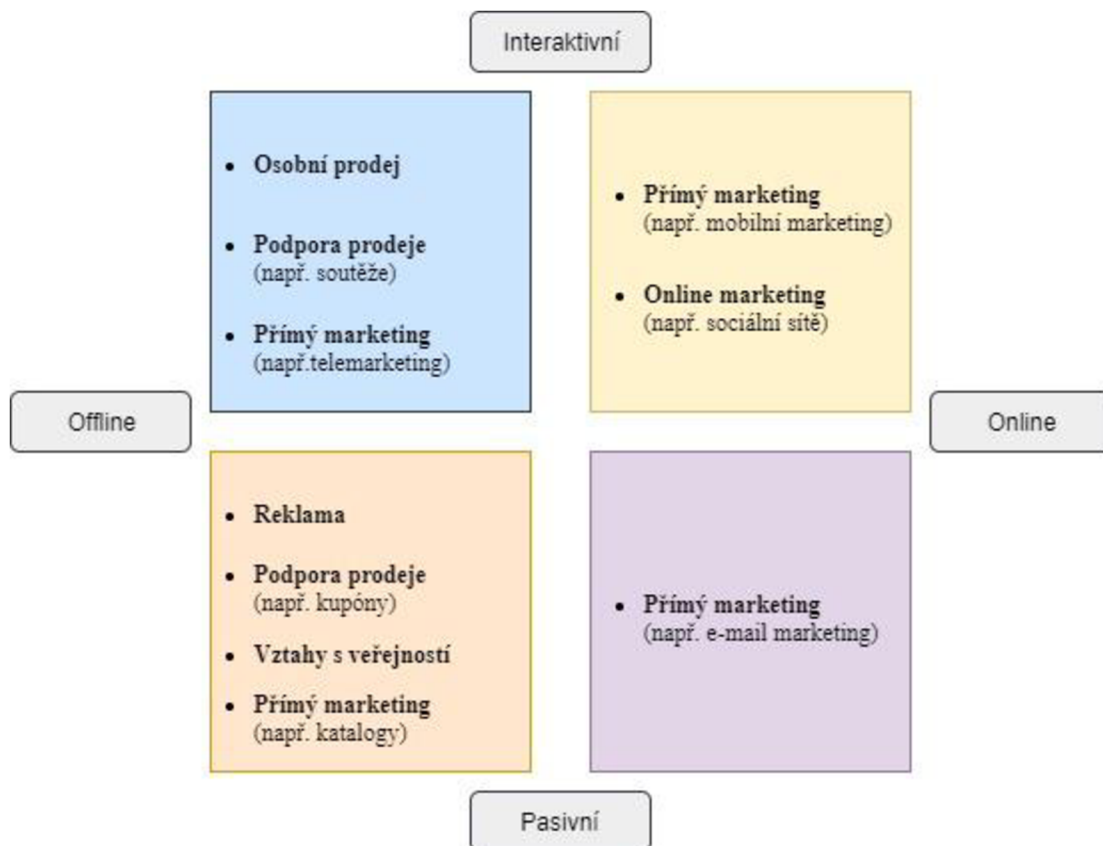 Interaktivní
Osobní prodej
Podpora prodeje
(např. soutěže)
Přímý marketing
(např.telemarketing)
Přímý marketing
(např. mobilní marketing)
Online marketing
(např. sociální sítě)
Offline
Online
Reklama
Podpora prodeje
(např. kupóny)
Vztahy s veřejností
Přímý marketing
(např. katalogy)
Přímý marketing
(např. e-mail marketing)
Pasivní